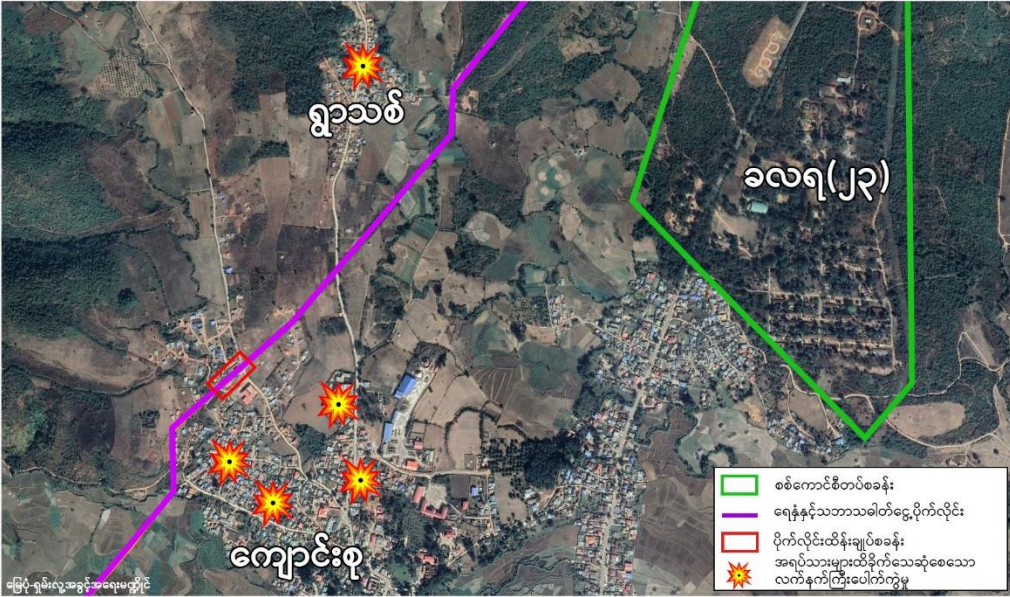 ရွာသစ်
ခလရ(၂၃)
ကျောင်းစု
စစ်ကောင်စီတပ်စခန်း
ရေနံနှင့်သဘာဝဓါတ်ငွေ့ပိုက်လိုင်း
ပိုက်လိုင်းထိန်းချုပ်စခန်း
အရပ်သားများထိခိုက်သေဆုံစေသော
လက်နက်ကြီးပေါက်ကွဲမှု
မြေပုံ-ရှမ်းလူ့အခွင့်အရေးမဏ္ဍိုင်